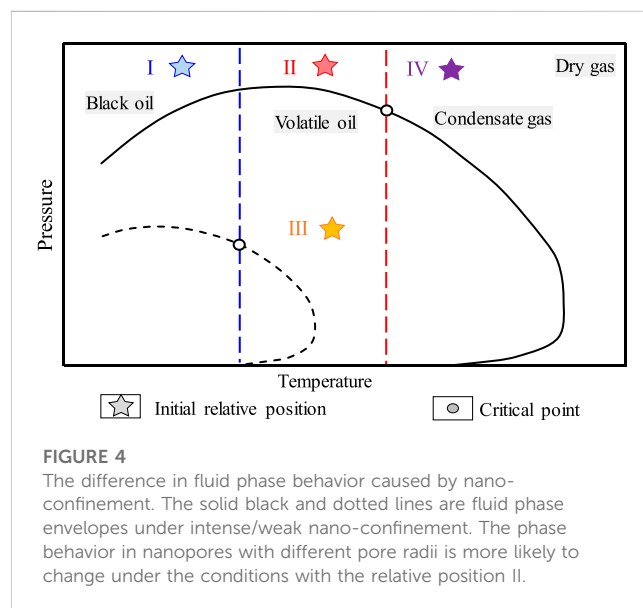 I II IV Dry gas
Black oil
Volatile oil Condensate gas
III
Pressure
Temperature
Initial relative position Critical point
FIGURE 4
The difference in fluid phase behavior caused by nano-
confinement. The solid black and dotted lines are fluid phase
envelopes under intense/weak nano-confinement. The phase
behavior in nanopores with different pore radii is more likely to
change under the conditions with the relative position II.